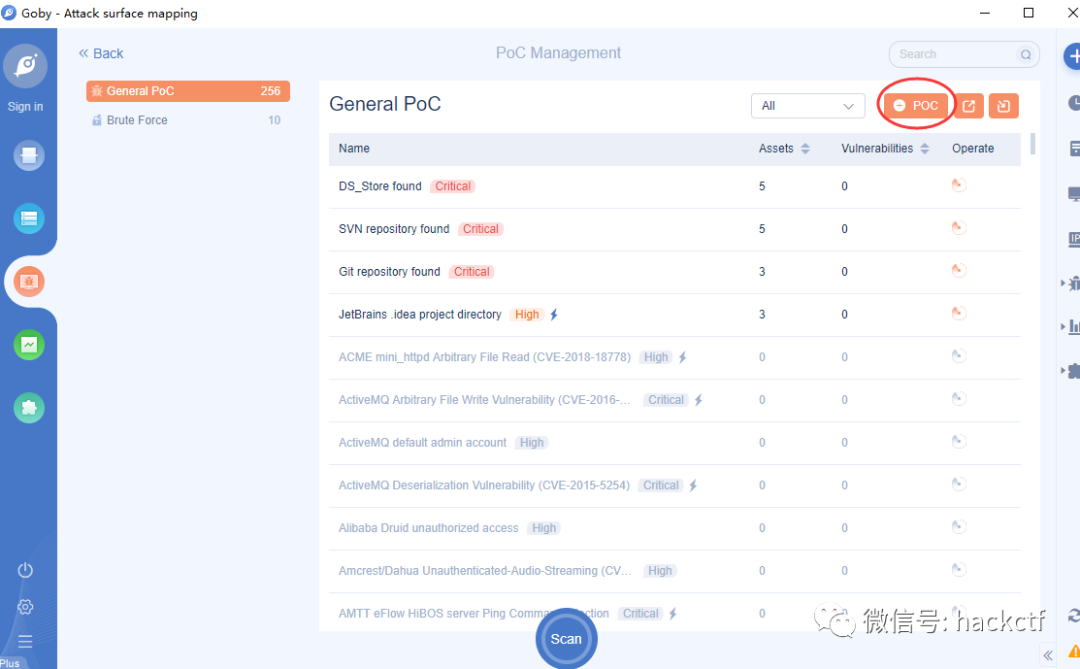 Goby - Attack surface mapping
Sign in
Plus
« Back
PoC Management
Search
General PoC 256
Brute Force 10
General PoC
All
POC
Name Assets Vulnerabilities Operate
DS_Store found Critical 5 0
SVN repository found Critical 5 0
Git repository found Critical 3 0
JetBrains .idea project directory High 3 0
ACME mini_httpd Arbitrary File Read (CVE-2018-18778) High 0 0
ActiveMQ Arbitrary File Write Vulnerability (CVE-2016-... Critical 0 0
ActiveMQ default admin account High 0 0
ActiveMQ Deserialization Vulnerability (CVE-2015-5254) Critical 0 0
Alibaba Druid unauthorized access High 0 0
Amcrest/Dahua Unauthenticated-Audio-Streaming (CV... High 0 0
AMTT eFlow HiBOS server Ping Comma ction Critical 0
Scan
IP
微信号: hackctf